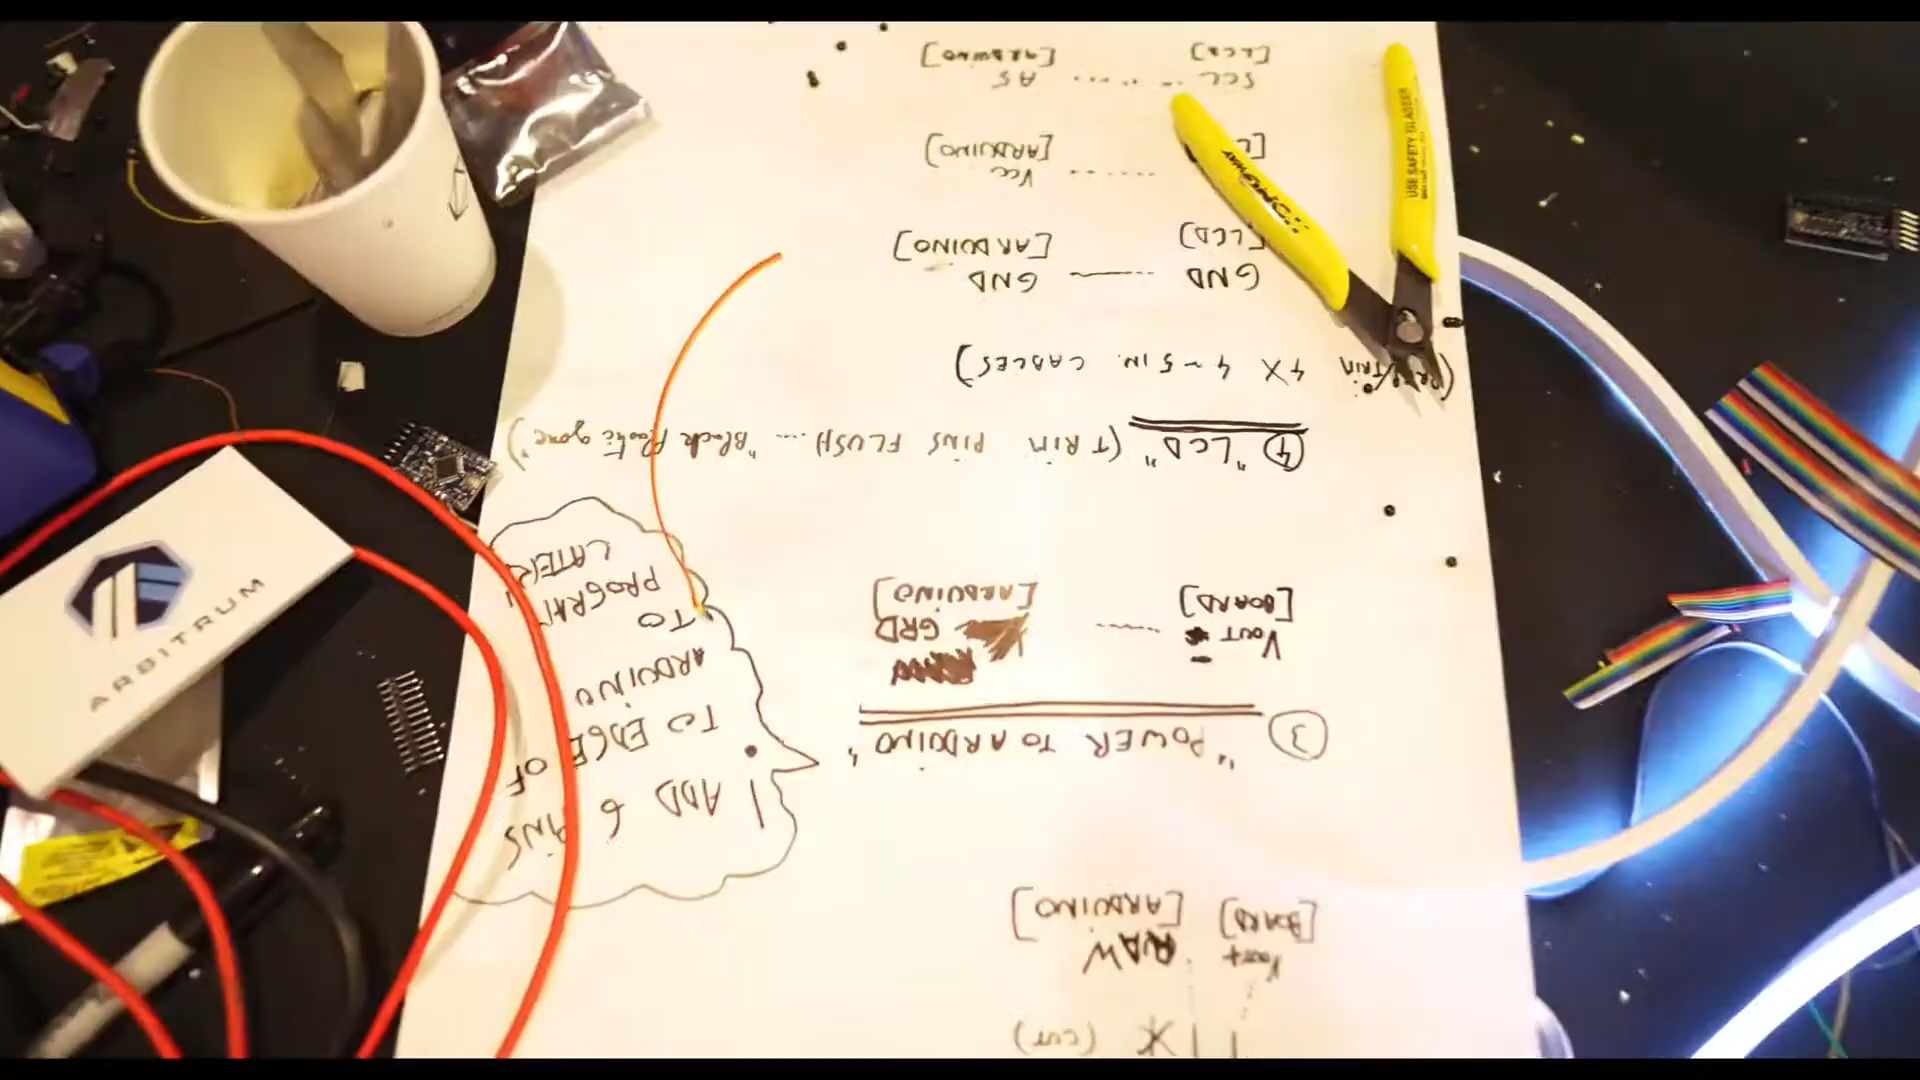 (CUT)
Vout+ RAW
[BOARD] [ARDUINO]
③ "POWER TO ARDUINO"
Vout - ...... GRD
[BOARD] [ARDUINO]
ADD 6 PINS
TO EDGE OF
ARDUINO
TO
PROGRAM
LATER
④ "LCD" (TRIM PINS FLUSH... "Black Plastic gone")
TRIM 4X 4-5 IN. CABLES)
GND ------ GND
[LCD] [ARDUINO]
...... Vcc
[ARDUINO]
SCL ...... A5
[LCD] [ARDUINO]
ARBITRUM
USE SAFETY GLASSES